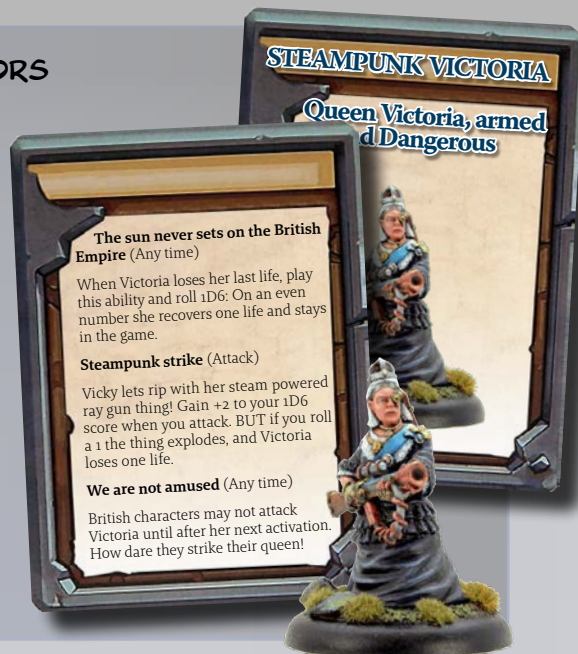 ORS
STEAMPUNK VICTORIA
Queen Victoria, armed
d Dangerous
The sun never sets on the British
Empire (Any time)
When Victoria loses her last life, play
this ability and roll 1D6: On an even
number she recovers one life and stays
in the game.
Steampunk strike (Attack)
Vicky lets rip with her steam powered
ray gun thing! Gain +2 to your 1D6
score when you attack. BUT if you roll
a 1 the thing explodes, and Victoria
loses one life.
We are not amused (Any time)
British characters may not attack
Victoria until after her next activation.
How dare they strike their queen!